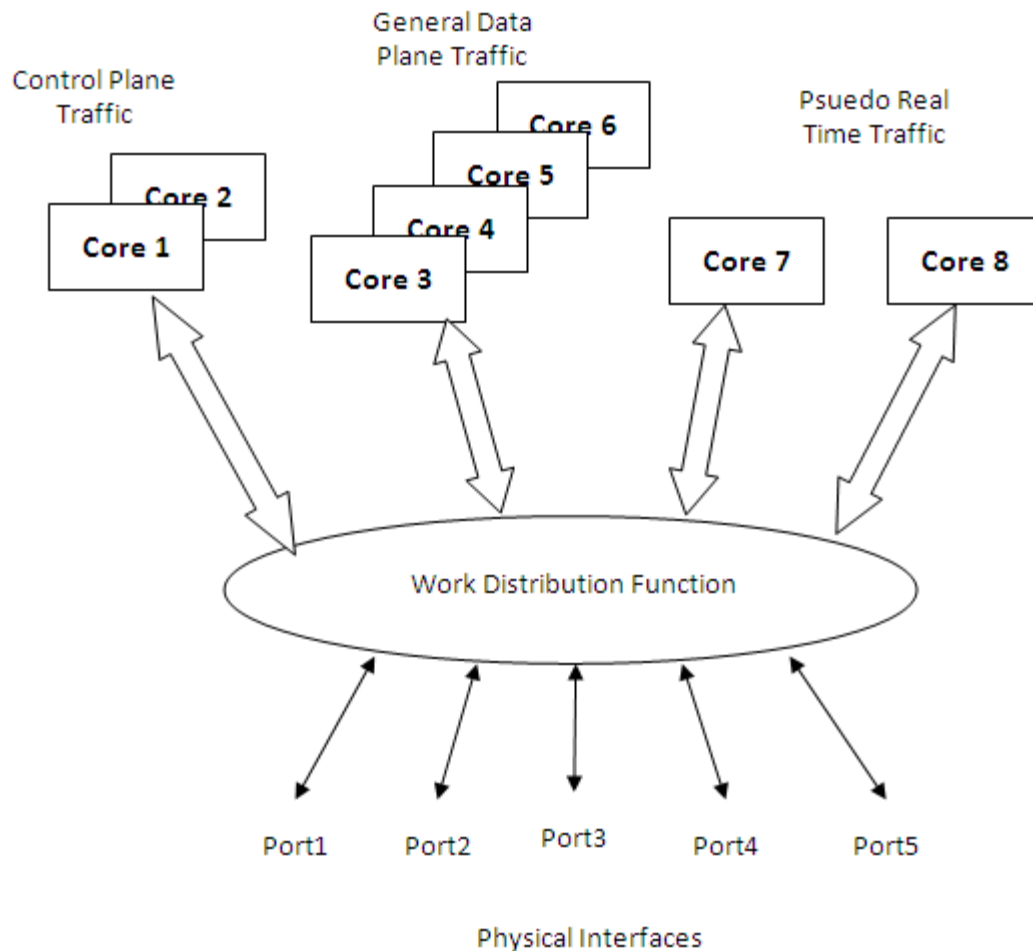 General Data
Plane Traffic
Control Plane
Traffic
Psuedo Real
Time Traffic
Core 6
Core 5
Core 2
Core 4
Core 1
Core 3
Core 7
Core 8
Work Distribution Function
Port1
Port2
Port3
Port4
Port5
Physical Interfaces